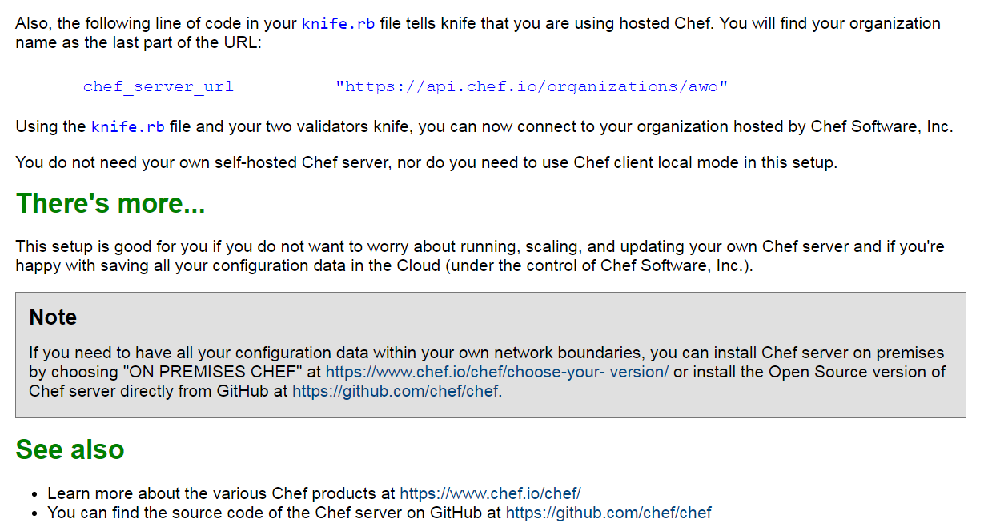 Also, the following line of code in your knife.rb file tells knife that you are using hosted Chef. You will find your organization
name as the last part of the URL:
chef_server_url "https://api.chef.io/organizations/awo"
Using the knife.rb file and your two validators knife, you can now connect to your organization hosted by Chef Software, Inc.
You do not need your own self-hosted Chef server, nor do you need to use Chef client local mode in this setup.
There's more...
This setup is good for you if you do not want to worry about running, scaling, and updating your own Chef server and if you're
happy with saving all your configuration data in the Cloud (under the control of Chef Software, Inc.).
Note
If you need to have all your configuration data within your own network boundaries, you can install Chef server on premises
by choosing "ON PREMISES CHEF" at https://www.chef.io/chef/choose-your- version/ or install the Open Source version of
Chef server directly from GitHub at https://github.com/chef/chef.
See also
• Learn more about the various Chef products at https://www.chef.io/chef/
• You can find the source code of the Chef server on GitHub at https://github.com/chef/chef